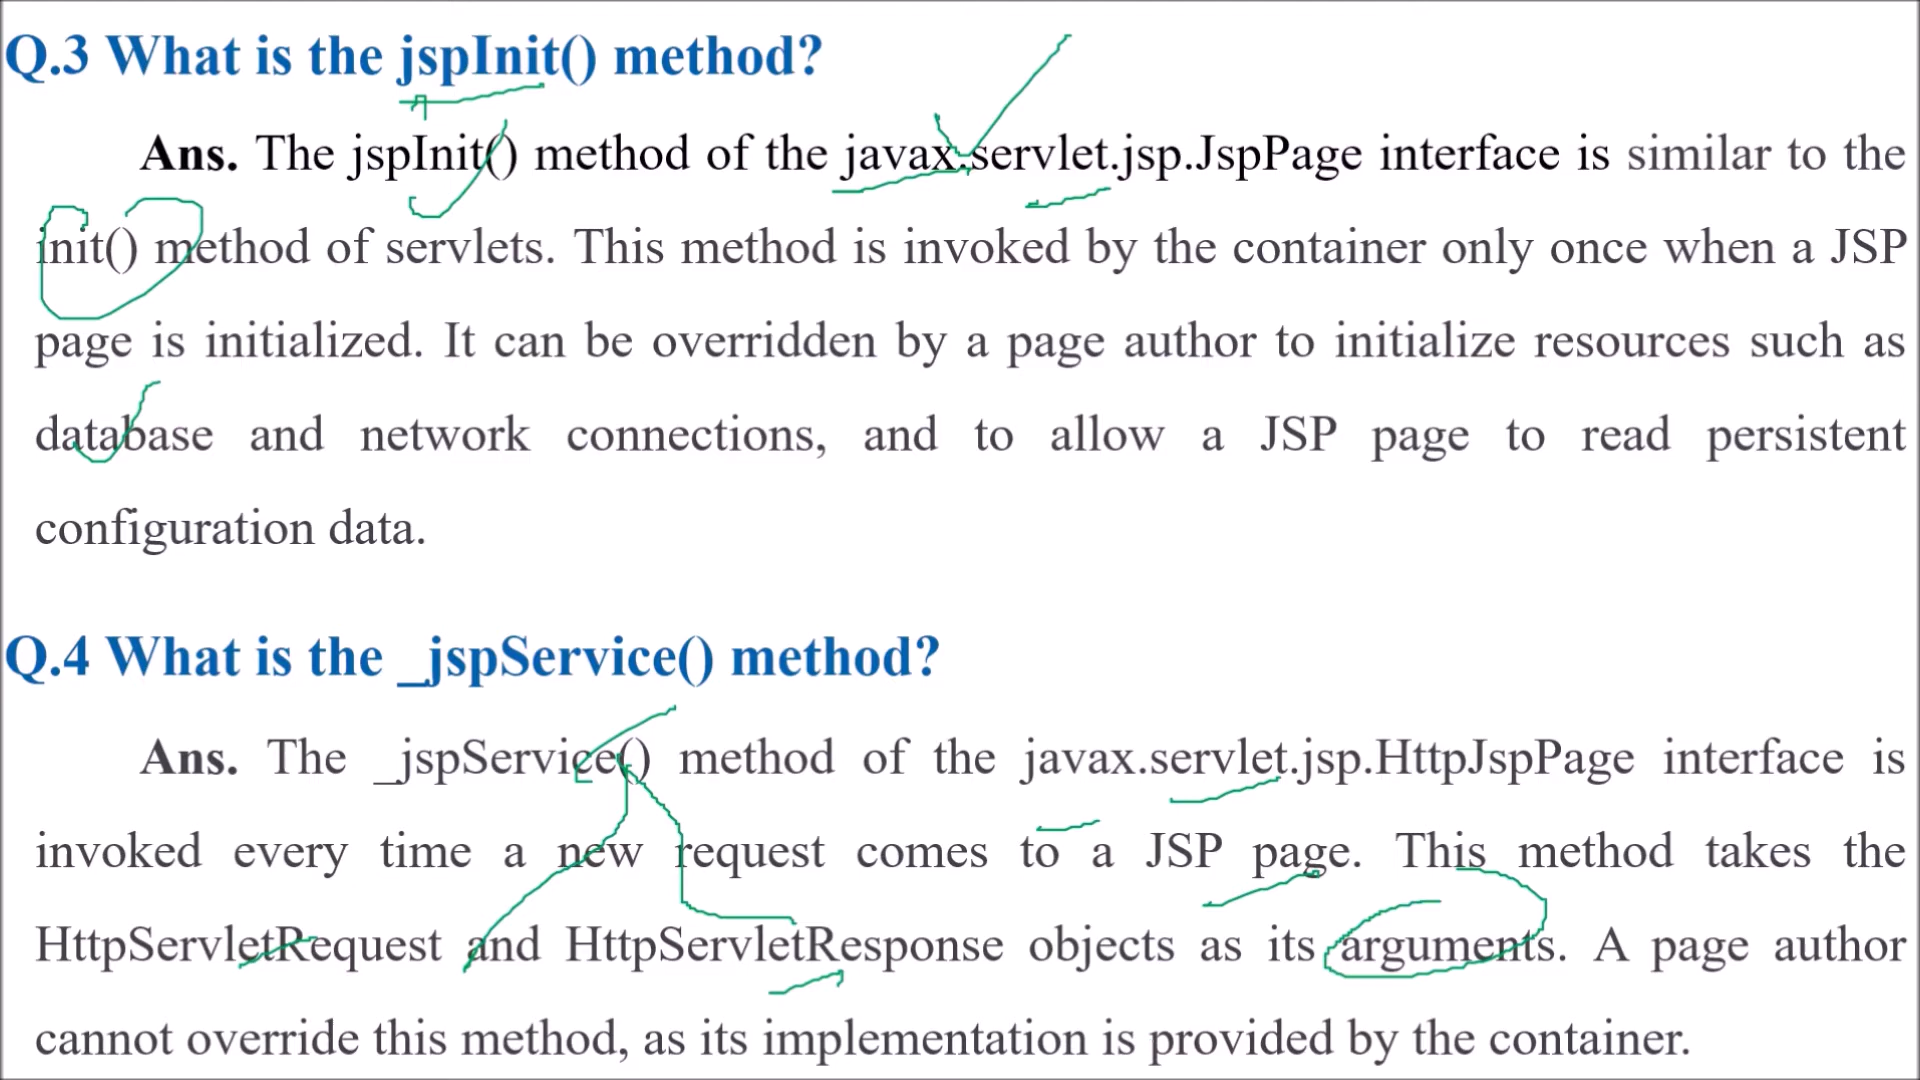 Q.3 What is the jspInit() method?
Ans. The jspInit() method of the javax.servlet.jsp.JspPage interface is similar to the
init() method of servlets. This method is invoked by the container only once when a JSP
page is initialized. It can be overridden by a page author to initialize resources such as
database and network connections, and to allow a JSP page to read persistent
configuration data.
Q.4 What is the _jspService() method?
Ans. The _jspService() method of the javax.servlet.jsp.HttpJspPage interface is
invoked every time a new request comes to a JSP page. This method takes the
HttpServletRequest and HttpServletResponse objects as its arguments. A page author
cannot override this method, as its implementation is provided by the container.